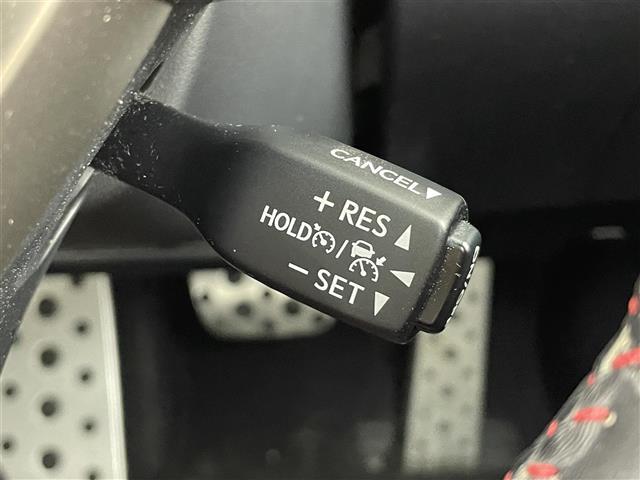 CANCEL▼
+ RES ▲
HOLD / ◀
− SET ▼